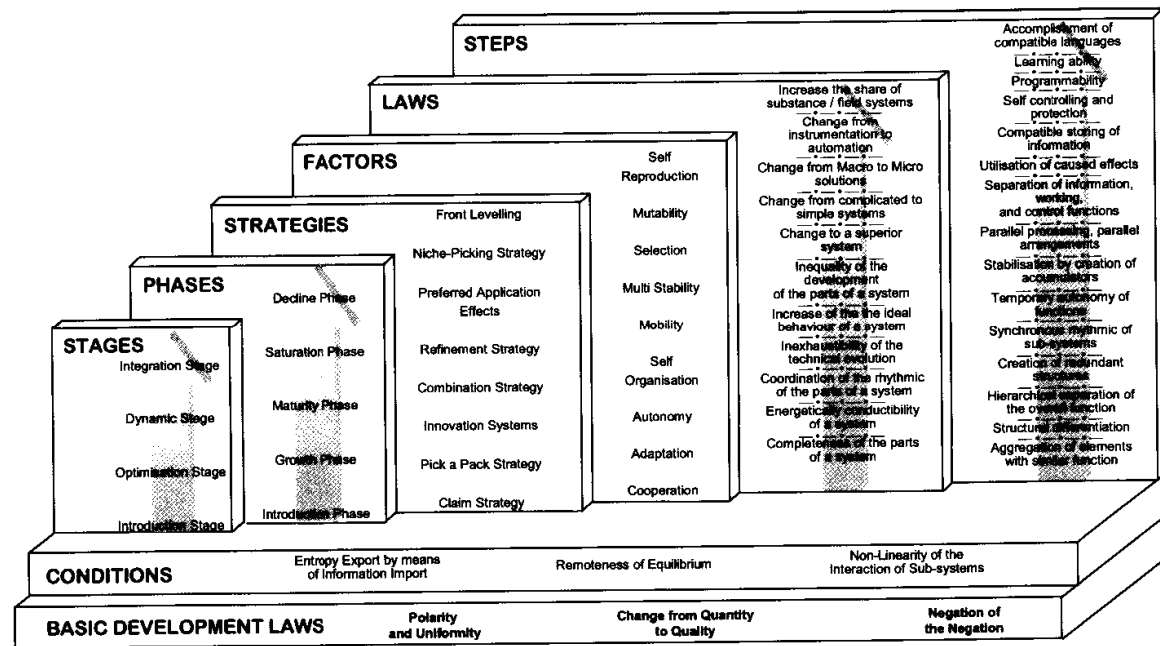 STEPS
Accomplishment of
compatible languages
Learning ability
Programmability
Self controlling and
protection
Compatible storing of
information
Utilisation of caused effects
Separation of information,
working,
and control functions
Parallel processing, parallel
arrangements
Stabilisation by creation of
accumulators
Temporary autonomy of
functions
Synchronous rhythmic of
sub-systems
Creation of redundant
structures
Hierarchical separation of
the overall function
Structural differentiation
Aggregation of elements
with similar function
LAWS
Increase the share of
substance / field systems
Change from
instrumentation to
automation
Change from Macro to Micro
solutions
Change from complicated to
simple systems
Change to a superior
system
Inequality of the
development
of the parts of a system
Increase of the the ideal
behaviour of a system
Inexhaustibility of the
technical evolution
Coordination of the rhythmic
of the parts of a system
Energetically conductibility
of a system
Completeness of the parts
of a system
FACTORS
Self
Reproduction
Mutability
Selection
Multi Stability
Mobility
Self
Organisation
Autonomy
Adaptation
Cooperation
STRATEGIES
Front Levelling
Niche-Picking Strategy
Preferred Application
Effects
Refinement Strategy
Combination Strategy
Innovation Systems
Pick a Pack Strategy
Claim Strategy
PHASES
Decline Phase
Saturation Phase
Maturity Phase
Growth Phase
Introduction Phase
STAGES
Integration Stage
Dynamic Stage
Optimisation Stage
Introduction Stage
CONDITIONS
Entropy Export by means
of Information Import
Remoteness of Equilibrium
Non-Linearity of the
Interaction of Sub-systems
BASIC DEVELOPMENT LAWS
Polarity
and Uniformity
Change from Quantity
to Quality
Negation of
the Negation